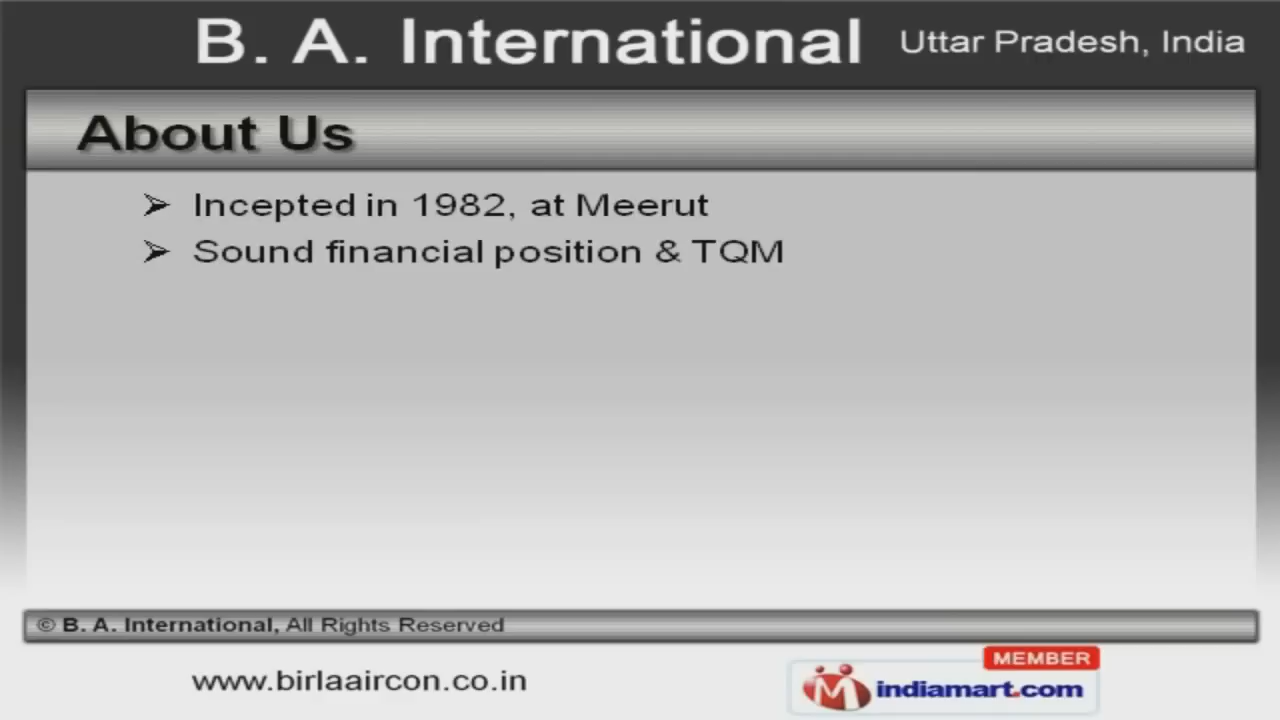 B. A. International Uttar Pradesh, India
About Us
➢ Incepted in 1982, at Meerut
➢ Sound financial position & TQM
© B. A. International, All Rights Reserved
www.birlaaircon.co.in
MEMBER
indiamart.com